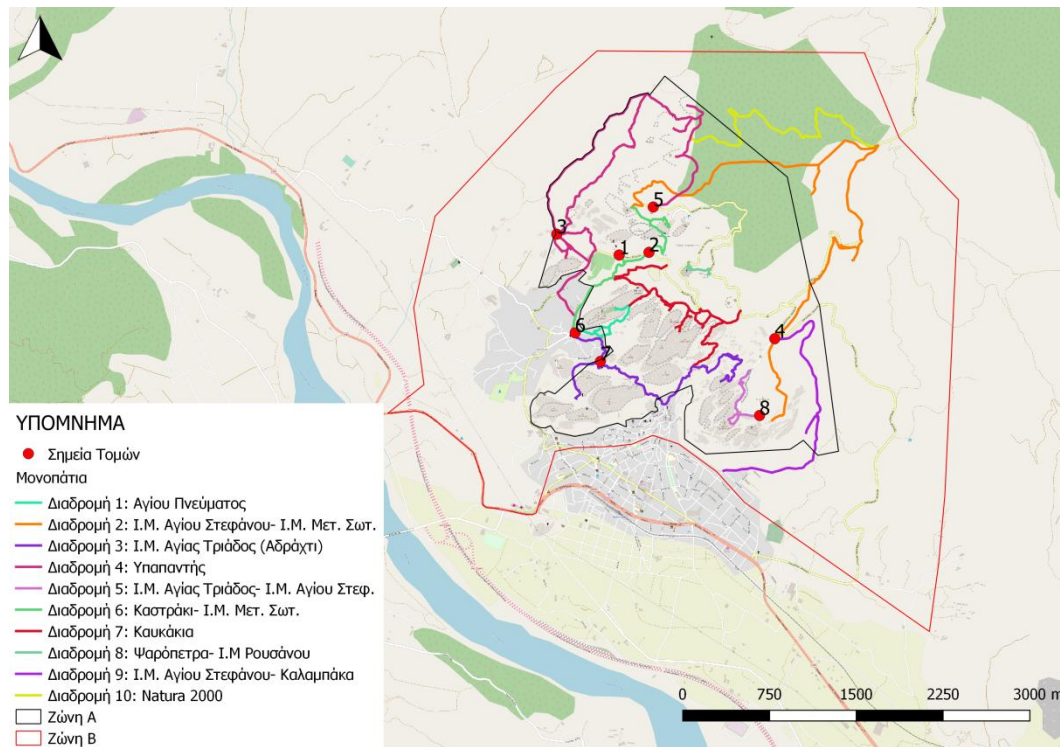 3
5
1
2
6
7
4
8
ΥΠΟΜΝΗΜΑ
Σημεία Τομών
Μονοπάτια
Διαδρομή 1: Αγίου Πνεύματος
Διαδρομή 2: Ι.Μ. Αγίου Στεφάνου- Ι.Μ. Μετ. Σωτ.
Διαδρομή 3: Ι.Μ. Αγίας Τριάδος (Αδράχτι)
Διαδρομή 4: Υπαπαντής
Διαδρομή 5: Ι.Μ. Αγίας Τριάδος- Ι.Μ. Αγίου Στεφ.
Διαδρομή 6: Καστράκι- Ι.Μ. Μετ. Σωτ.
Διαδρομή 7: Καυκάκια
Διαδρομή 8: Ψαρόπετρα- Ι.Μ Ρουσάνου
Διαδρομή 9: Ι.Μ. Αγίου Στεφάνου- Καλαμπάκα
Διαδρομή 10: Natura 2000
Ζώνη Α
Ζώνη Β
0 750 1500 2250 3000 m